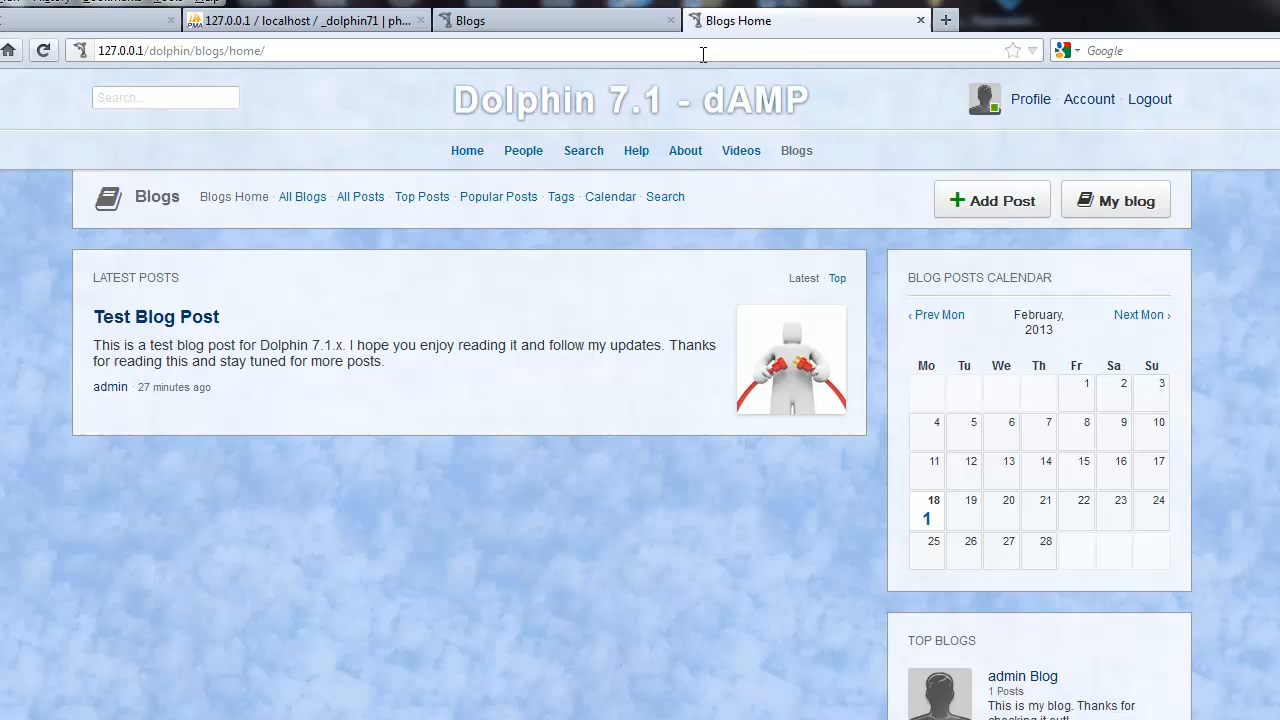 127.0.0.1 / localhost / _dolphin71 | ph...
Blogs
Blogs Home
127.0.0.1/dolphin/blogs/home/
Google
Search...
Dolphin 7.1 - dAMP
Profile · Account · Logout
Home People Search Help About Videos Blogs
Blogs
Blogs Home · All Blogs · All Posts · Top Posts · Popular Posts · Tags · Calendar · Search
Add Post
My blog
LATEST POSTS
Latest · Top
Test Blog Post
This is a test blog post for Dolphin 7.1.x. I hope you enjoy reading it and follow my updates. Thanks
for reading this and stay tuned for more posts.
admin · 27 minutes ago
BLOG POSTS CALENDAR
‹ Prev Mon
February,
2013
Next Mon ›
Mo Tu We Th Fr Sa Su
1 2 3
4 5 6 7 8 9 10
11 12 13 14 15 16 17
18 19 20 21 22 23 24
1
25 26 27 28
TOP BLOGS
admin Blog
1 Posts
This is my blog. Thanks for
checking it out!